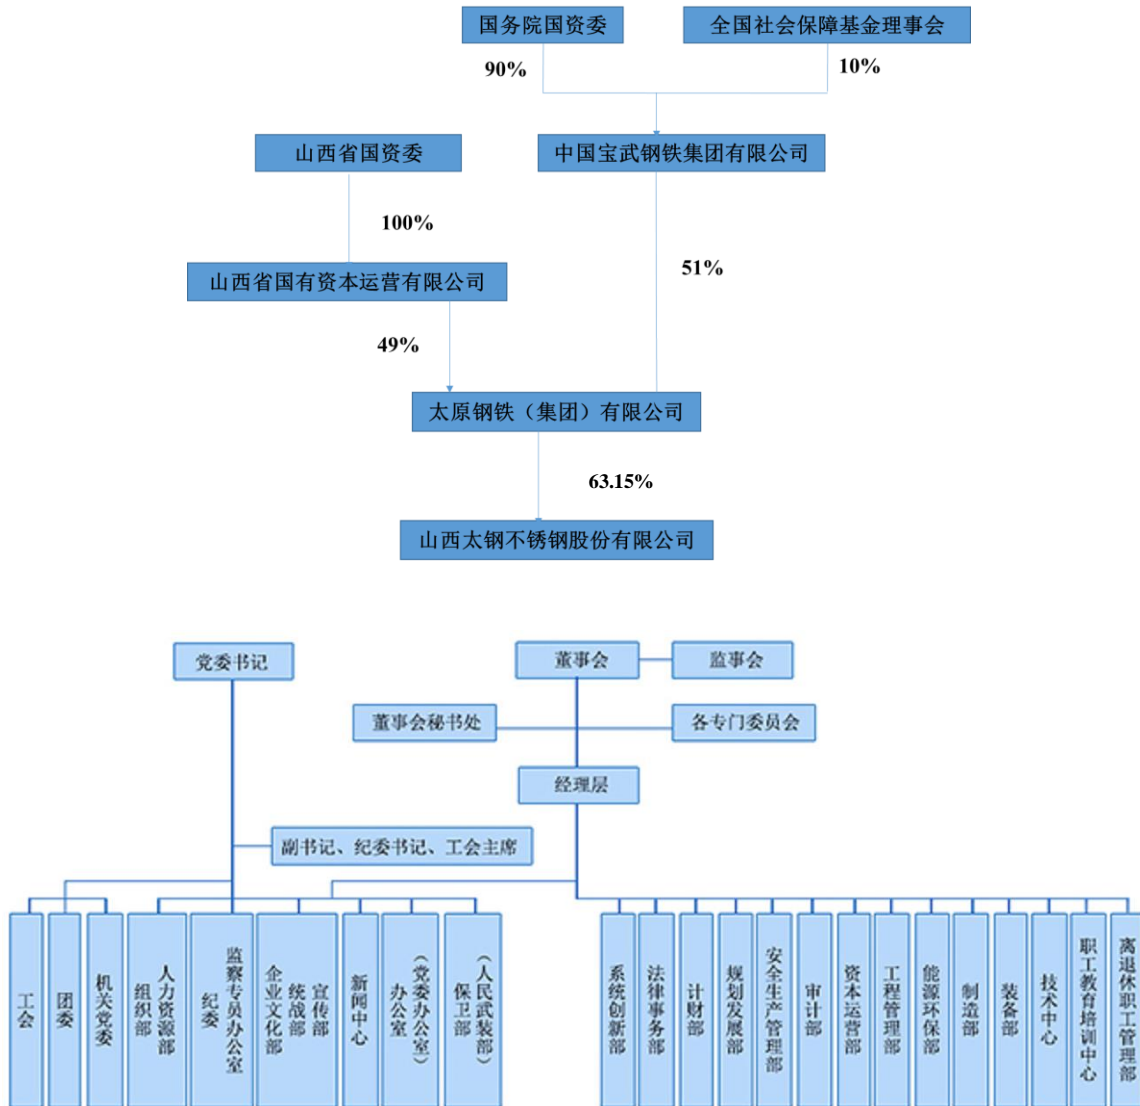 国务院国资委
全国社会保障基金理事会
90%
10%
山西省国资委
中国宝武钢铁集团有限公司
100%
51%
山西省国有资本运营有限公司
49%
太原钢铁（集团）有限公司
63.15%
山西太钢不锈钢股份有限公司
党委书记
董事会
监事会
董事会秘书处
各专门委员会
经理层
副书记、纪委书记、工会主席
工会
团委
机关党委
人力资源部
组织部
监察专员办公室
纪委
宣传部
统战部
企业文化部
新闻中心
（党委办公室）
办公室
（人民武装部）
保卫部
系统创新部
法律事务部
计财部
规划发展部
安全生产管理部
审计部
资本运营部
工程管理部
能源环保部
制造部
装备部
技术中心
职工教育培训中心
离退休职工管理部